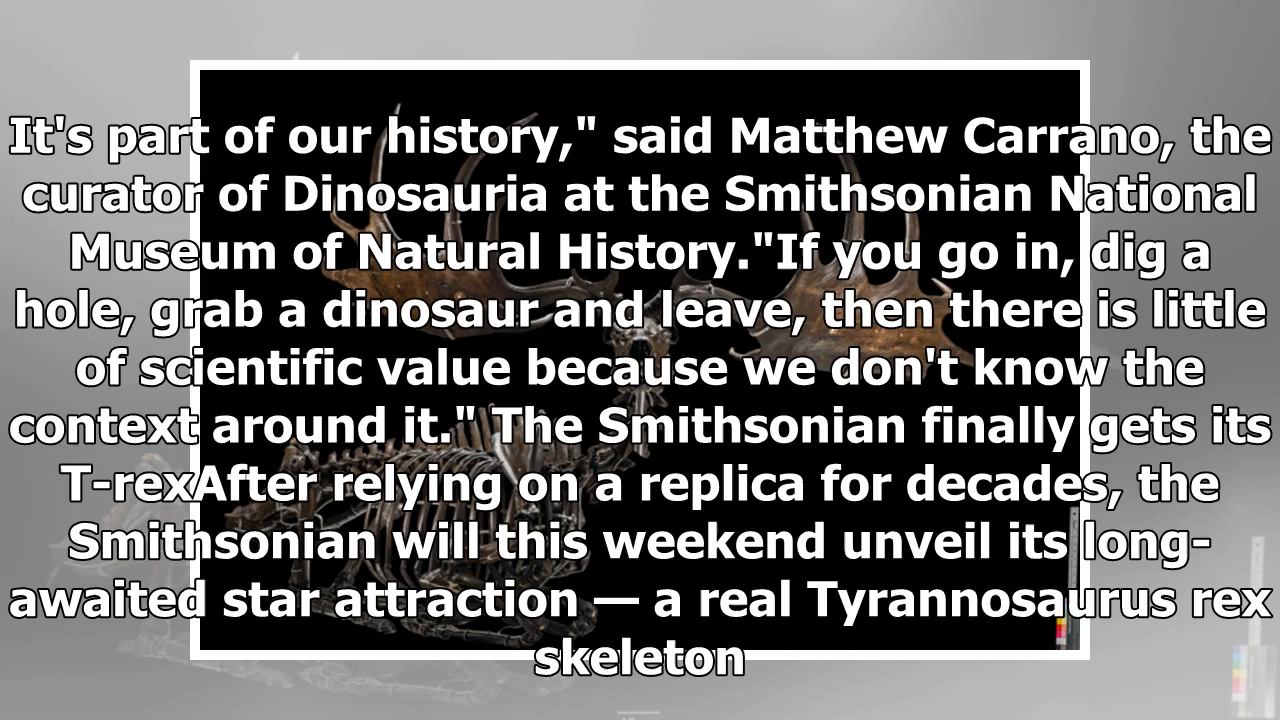 It's part of our history," said Matthew Carrano, the
curator of Dinosauria at the Smithsonian National
Museum of Natural History."If you go in, dig a
hole, grab a dinosaur and leave, then there is little
of scientific value because we don't know the
context around it." The Smithsonian finally gets its
T-rexAfter relying on a replica for decades, the
Smithsonian will this weekend unveil its long-
awaited star attraction — a real Tyrannosaurus rex
skeleton